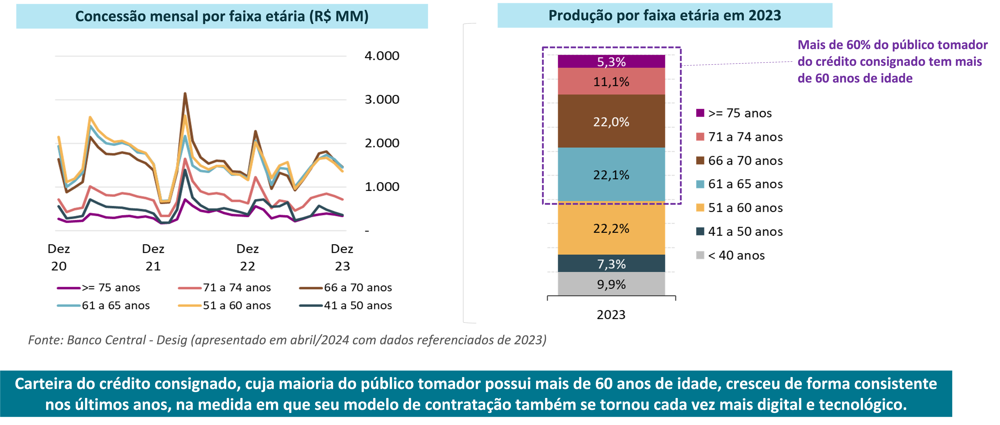 Concessão mensal por faixa etária (R$ MM)
4.000
3.000
2.000
1.000
-
Dez
20
Dez
21
Dez
22
Dez
23
>= 75 anos
71 a 74 anos
66 a 70 anos
61 a 65 anos
51 a 60 anos
41 a 50 anos
Produção por faixa etária em 2023
Mais de 60% do público tomador
do crédito consignado tem mais
de 60 anos de idade
5,3%
11,1%
22,0%
22,1%
22,2%
7,3%
9,9%
2023
>= 75 anos
71 a 74 anos
66 a 70 anos
61 a 65 anos
51 a 60 anos
41 a 50 anos
< 40 anos
Fonte: Banco Central - Desig (apresentado em abril/2024 com dados referenciados de 2023)
Carteira do crédito consignado, cuja maioria do público tomador possui mais de 60 anos de idade, cresceu de forma consistente
nos últimos anos, na medida em que seu modelo de contratação também se tornou cada vez mais digital e tecnológico.